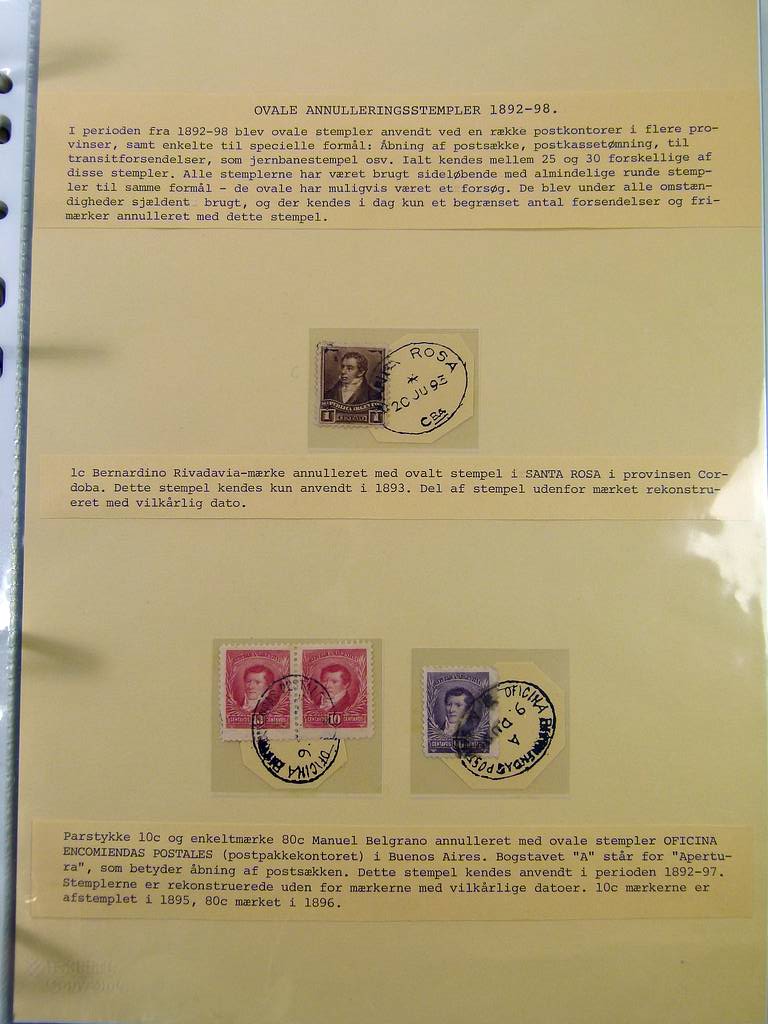 OVALE ANNULLERINGSSTEMPLER 1892-98.
I perioden fra 1892-98 blev ovale stempler anvendt ved en række postkontorer i flere pro-
vinser, samt enkelte til specielle formål: Åbning af postsække, postkassetømning, til
transitforsendelser, som jernbanestempel osv. Ialt kendes mellem 25 og 30 forskellige af
disse stempler. Alle stemplerne har været brugt sideløbende med almindelige runde stemp-
ler til samme formål - de ovale har muligvis været et forsøg. De blev under alle omstæn-
digheder sjældent brugt, og der kendes i dag kun et begrænset antal forsendelser og fri-
mærker annulleret med dette stempel.
ROSA
20 JU 93
CBA
REPUBLICA ARGENTINA
1 1
1c Bernardino Rivadavia-mærke annulleret med ovalt stempel i SANTA ROSA i provinsen Cor-
doba. Dette stempel kendes kun anvendt i 1893. Del af stempel udenfor mærket rekonstru-
eret med vilkårlig dato.
CENTAVOS 10 CENTAVOS
OFICINA
OFICINA
A
Parstykke 10c og enkeltmærke 80c Manuel Belgrano annulleret med ovale stempler OFICINA
ENCOMIENDAS POSTALES (postpakkekontoret) i Buenos Aires. Bogstavet "A" står for "Apertu-
ra", som betyder åbning af postsækken. Dette stempel kendes anvendt i perioden 1892-97.
Stemplerne er rekonstruerede uden for mærkerne med vilkårlige datoer. 10c mærkerne er
afstemplet i 1895, 80c mærket i 1896.